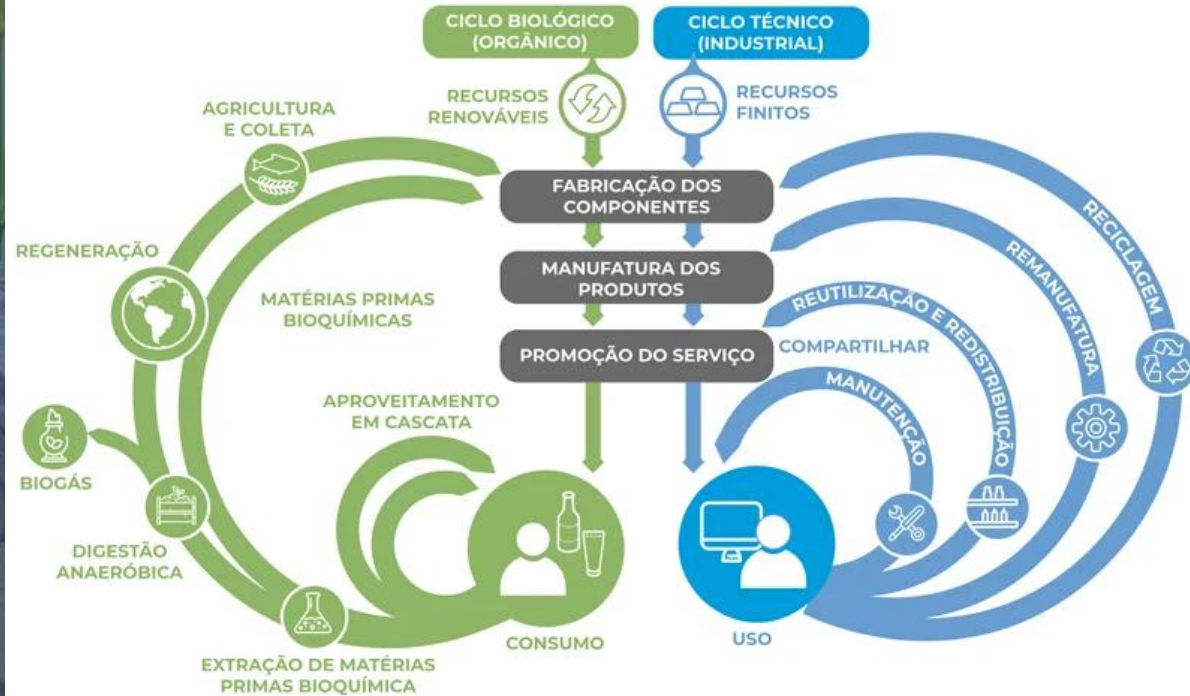 CICLO BIOLÓGICO
(ORGÂNICO)
CICLO TÉCNICO
(INDUSTRIAL)
RECURSOS
RENOVÁVEIS
RECURSOS
FINITOS
AGRICULTURA
E COLETA
FABRICAÇÃO DOS
COMPONENTES
REGENERAÇÃO
MATÉRIAS PRIMAS
BIOQUÍMICAS
MANUFATURA DOS
PRODUTOS
PROMOÇÃO DO SERVIÇO
COMPARTILHAR
RECICLAGEM
REMANUFATURA
REUTILIZAÇÃO E REDISTRIBUIÇÃO
MANUTENÇÃO
APROVEITAMENTO
EM CASCATA
BIOGÁS
DIGESTÃO
ANAERÓBICA
CONSUMO
USO
EXTRAÇÃO DE MATÉRIAS
PRIMAS BIOQUÍMICA